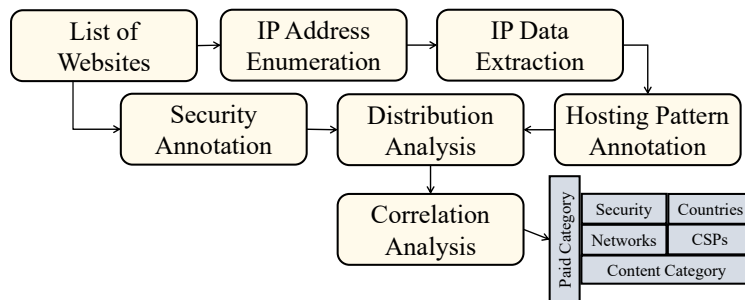 List of
Websites
IP Address
Enumeration
IP Data
Extraction
Security
Annotation
Distribution
Analysis
Hosting Pattern
Annotation
Correlation
Analysis
Paid Category
Security
Countries
Networks
CSPs
Content Category